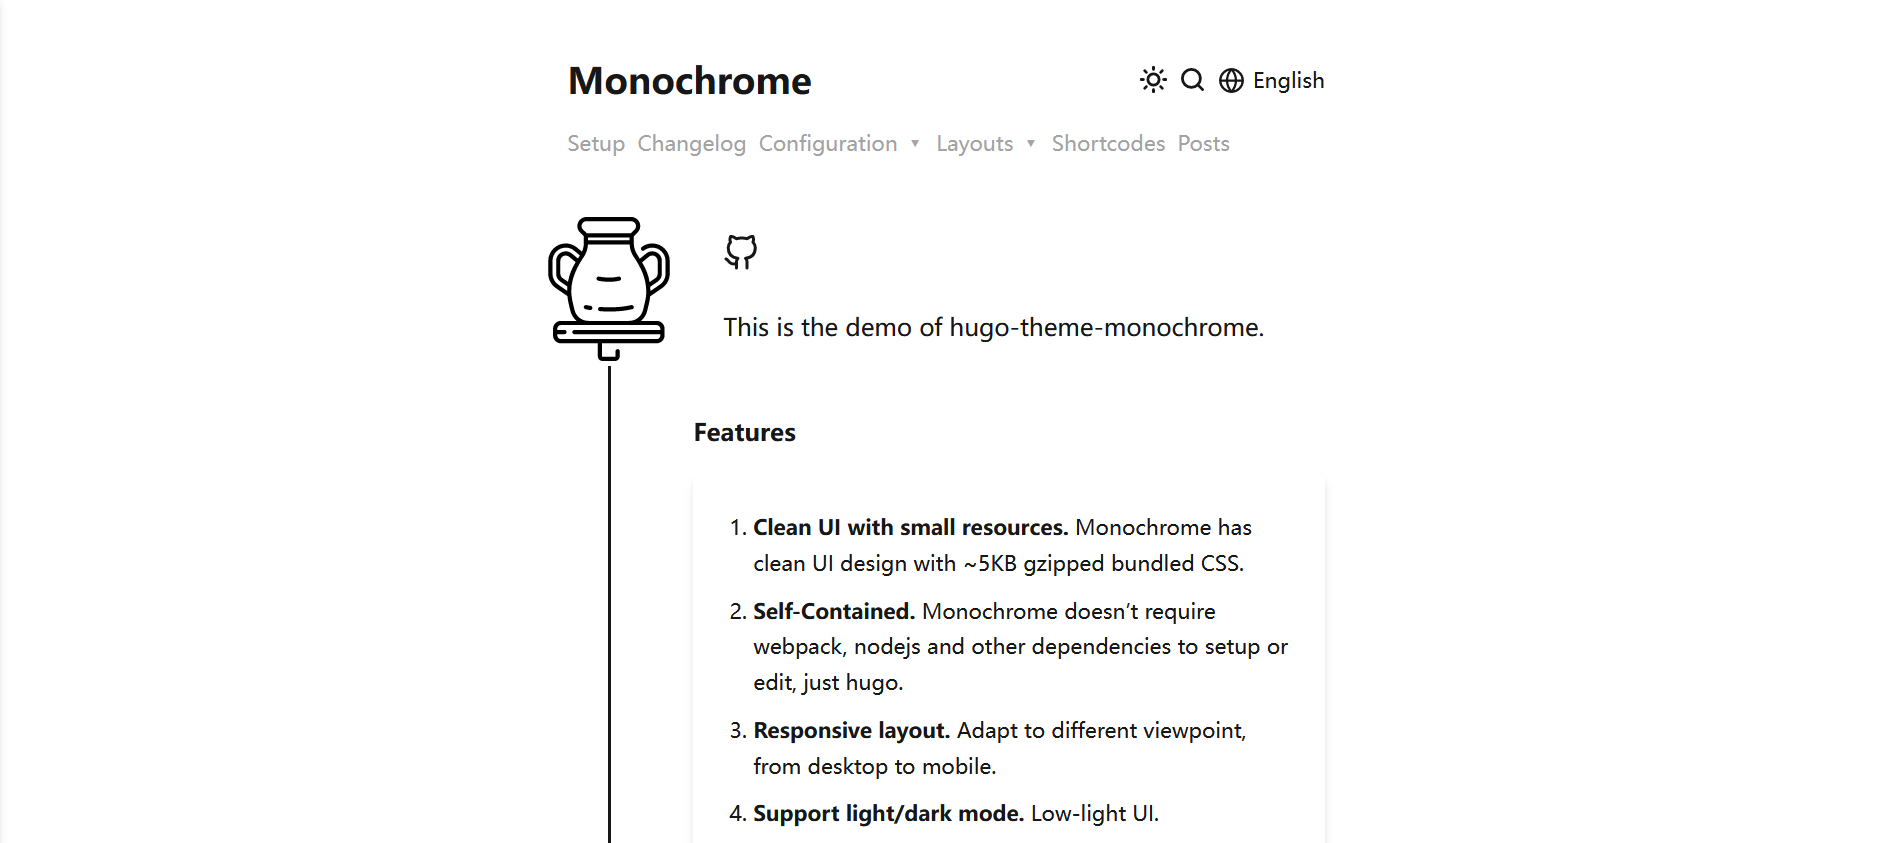 Monochrome
English
Setup Changelog Configuration ▼ Layouts ▼ Shortcodes Posts
This is the demo of hugo-theme-monochrome.
Features
1. Clean UI with small resources. Monochrome has
clean UI design with ~5KB gzipped bundled CSS.
2. Self-Contained. Monochrome doesn’t require
webpack, nodejs and other dependencies to setup or
edit, just hugo.
3. Responsive layout. Adapt to different viewpoint,
from desktop to mobile.
4. Support light/dark mode. Low-light UI.